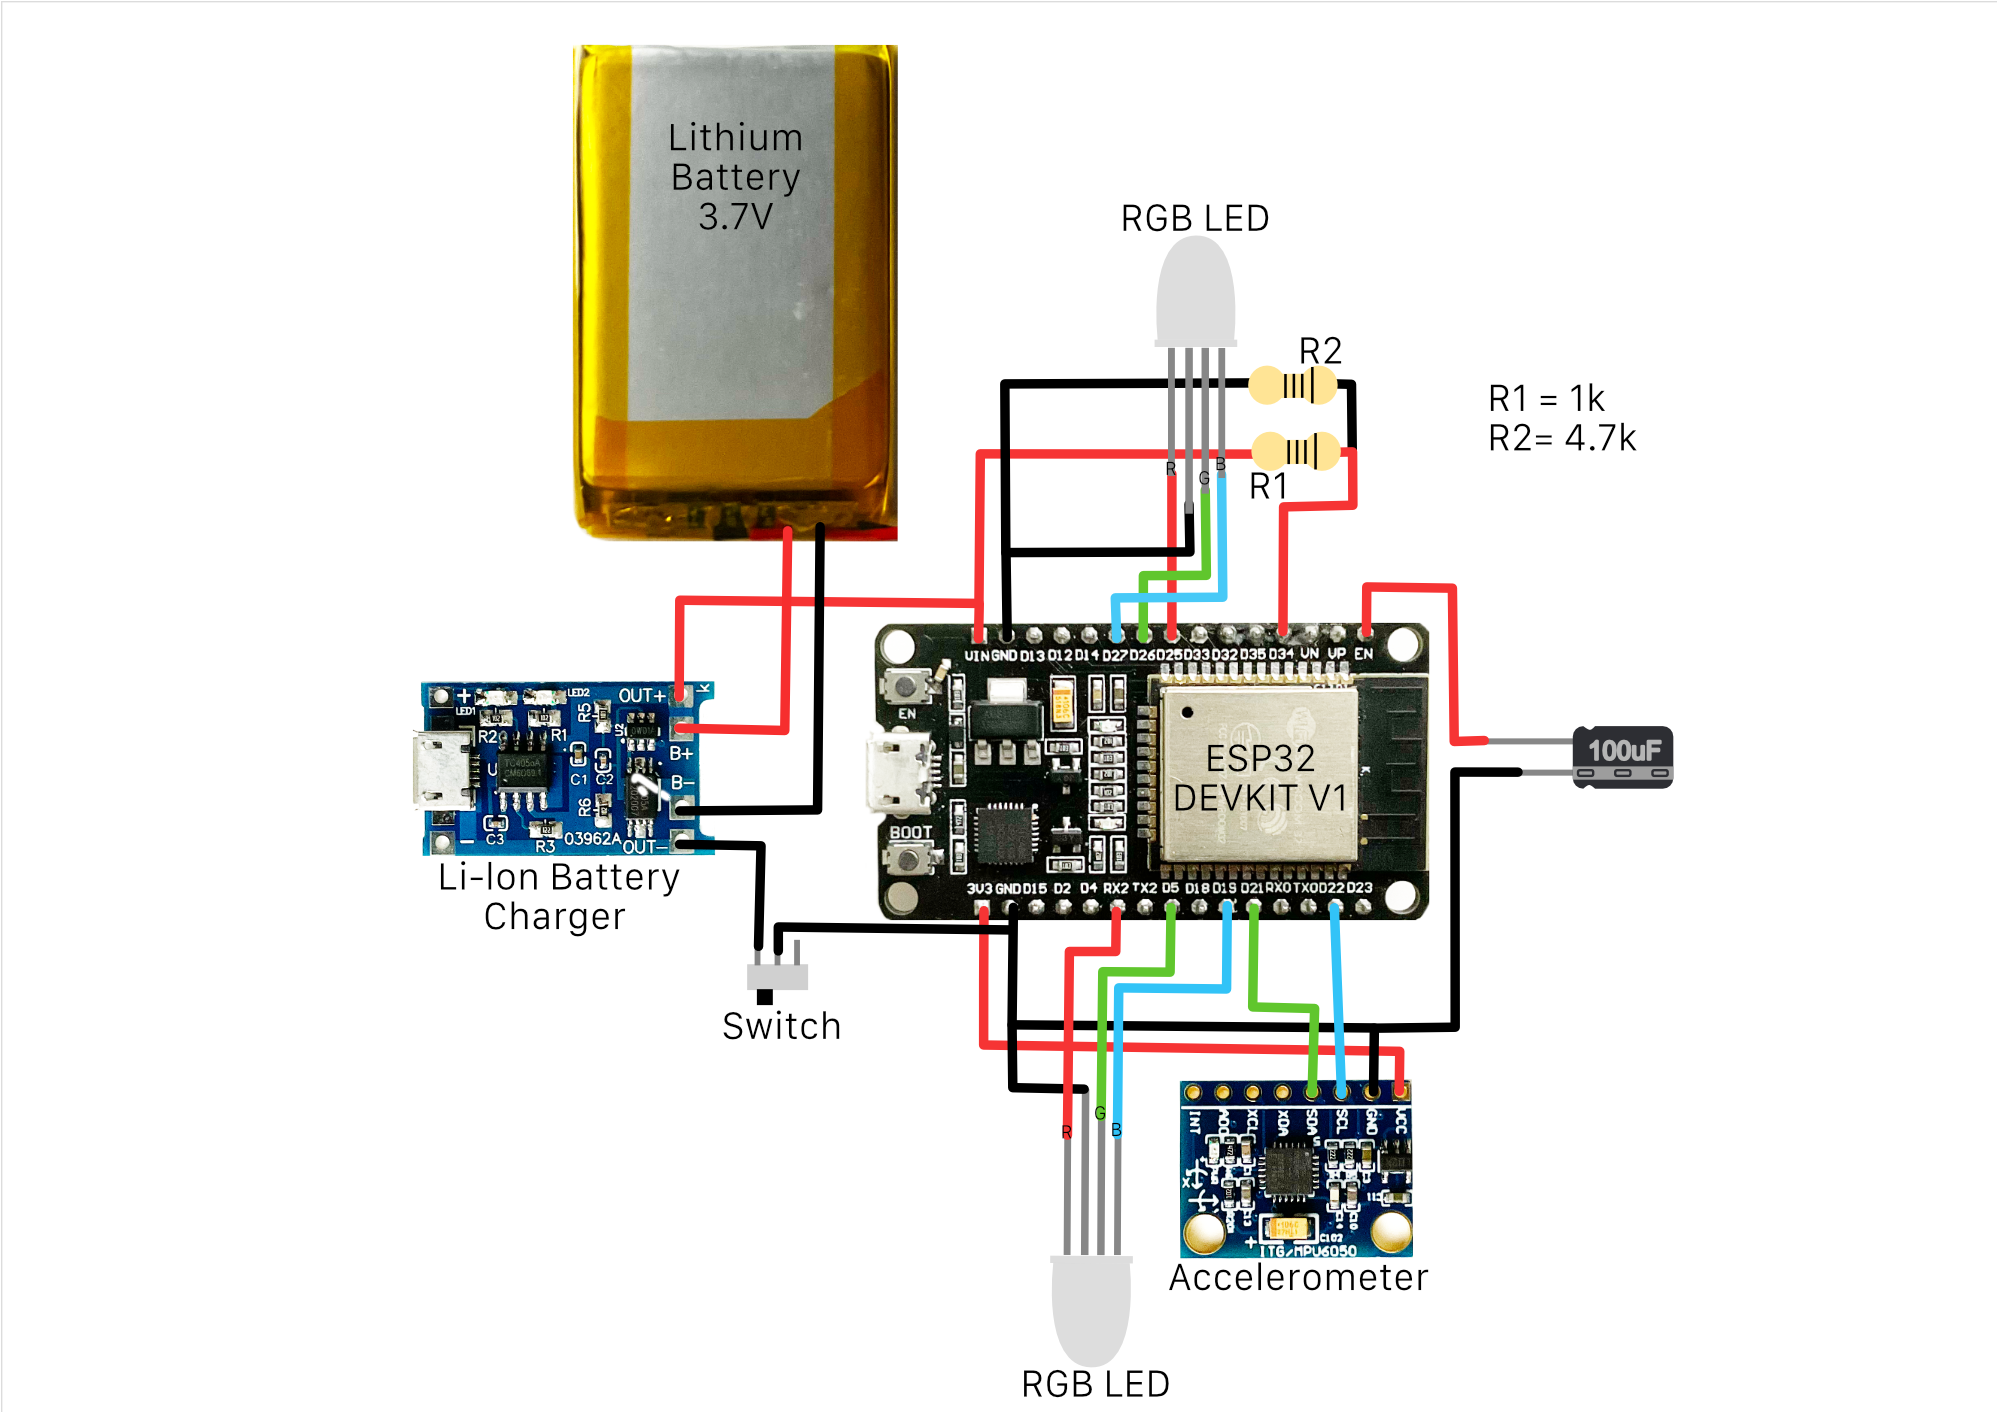 Lithium
Battery
3.7V
RGB LED
R2
R1 = 1k
R2= 4.7k
R1
R
G
B
VIN GND D13 D12 D14 D27 D26 D25 D33 D32 D35 D34 VN VP EN
EN
BOOT
ESP32
DEVKIT V1
3V3 GND D15 D2 D4 RX2 TX2 D5 D18 D19 D21 RX0 TX0 D22 D23
100uF
+
LED1
LED2
OUT+
K
R5
R2
R1
U2
B+
C1
C2
B-
R6
C3
R3
03962A
OUT-
-
Li-Ion Battery
Charger
Switch
R
G
B
INT
ADO
XCL
XDA
SDA
SCL
GND
VCC
ITG/MPU6050
Accelerometer
RGB LED